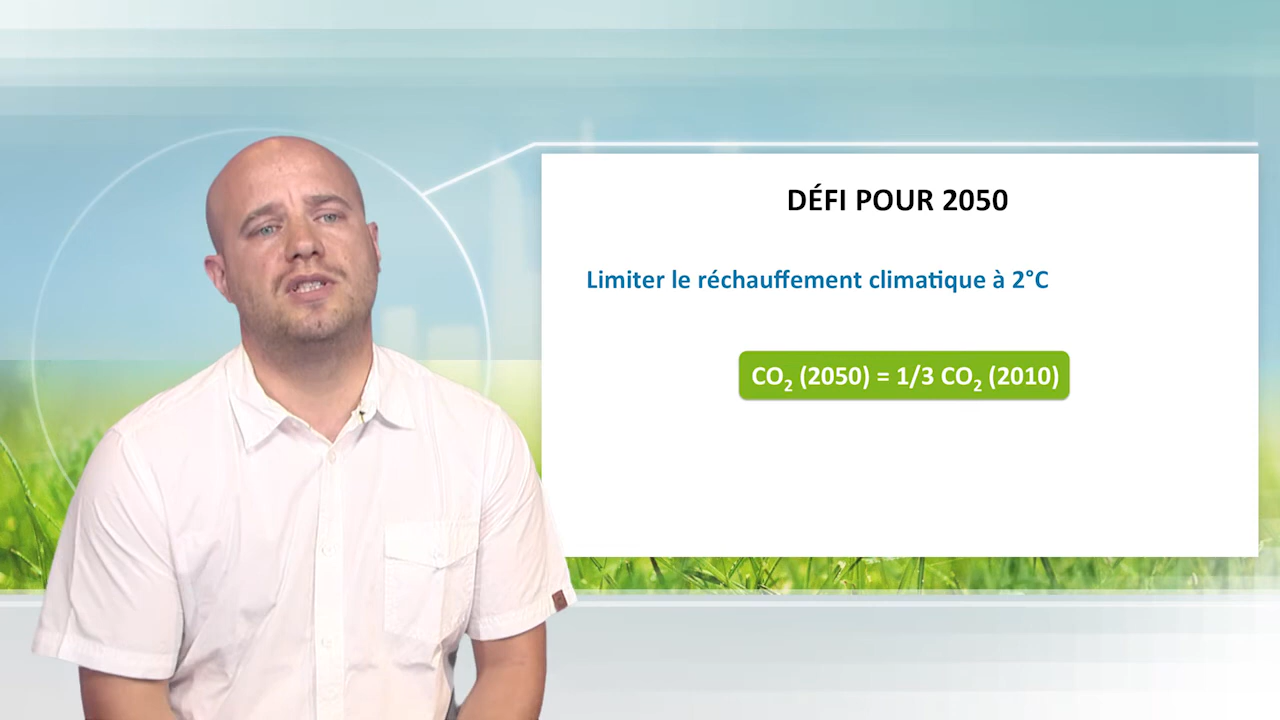 DÉFI POUR 2050
Limiter le réchauffement climatique à 2°C
CO₂ (2050) = 1/3 CO₂ (2010)